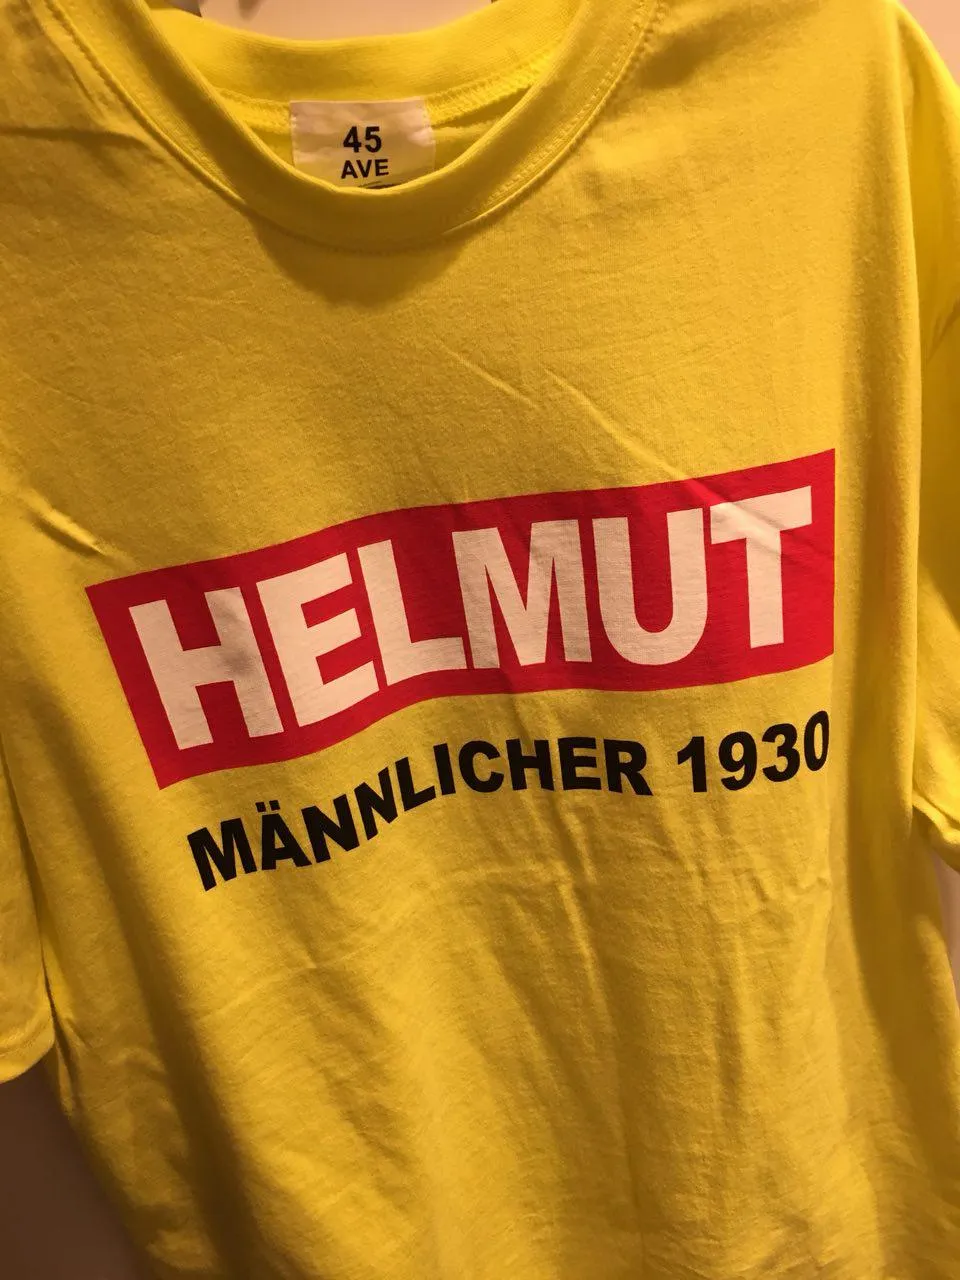 45
AVE
HELMUT
MÄNNLICHER 1930